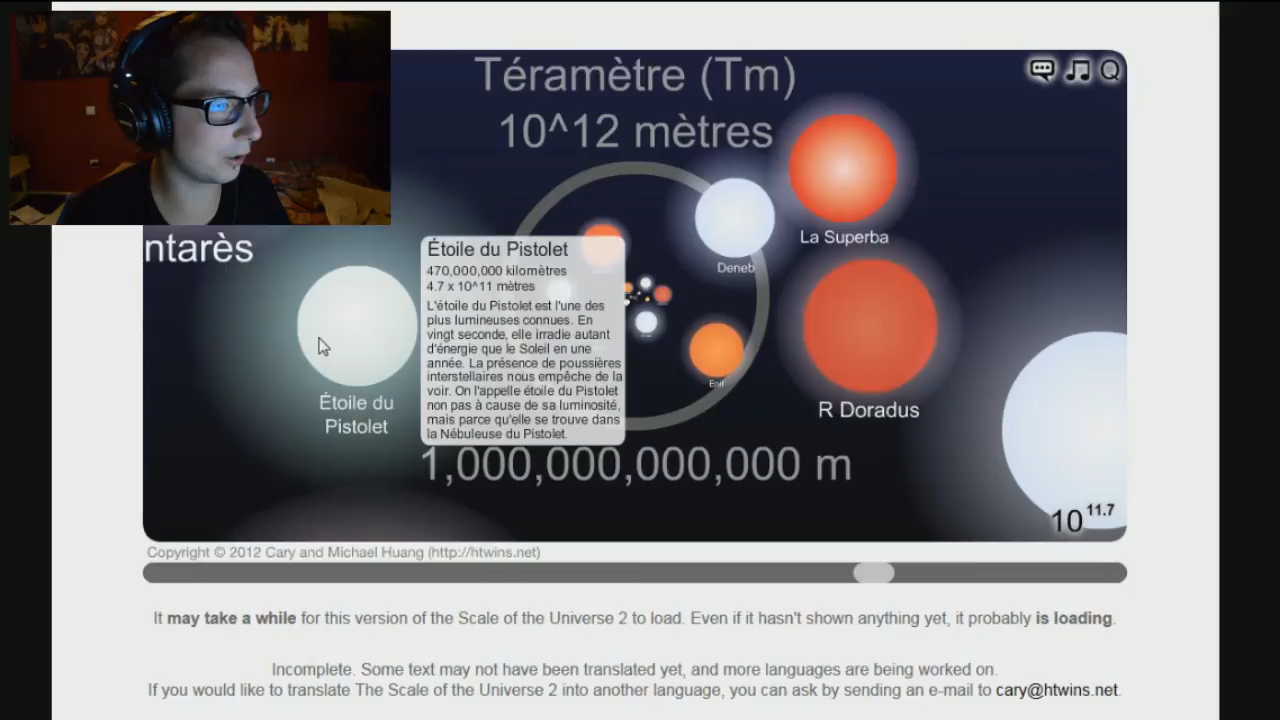 Téramètre (Tm)
10^12 mètres
La Superba
ntarès
Deneb
Étoile du Pistolet
470,000,000 kilomètres
4.7 x 10^11 mètres
L'étoile du Pistolet est l'une des
plus lumineuses connues. En
vingt seconde, elle irradie autant
d'énergie que le Soleil en une
année. La présence de poussières
interstellaires nous empêche de la
voir. On l'appelle étoile du Pistolet
non pas à cause de sa luminosité,
mais parce qu'elle se trouve dans
la Nébuleuse du Pistolet.
Enif
Étoile du
Pistolet
R Doradus
1,000,000,000,000 m
10 11.7
Copyright © 2012 Cary and Michael Huang (http://htwins.net)
It may take a while for this version of the Scale of the Universe 2 to load. Even if it hasn't shown anything yet, it probably is loading.
Incomplete. Some text may not have been translated yet, and more languages are being worked on.
If you would like to translate The Scale of the Universe 2 into another language, you can ask by sending an e-mail to cary@htwins.net.